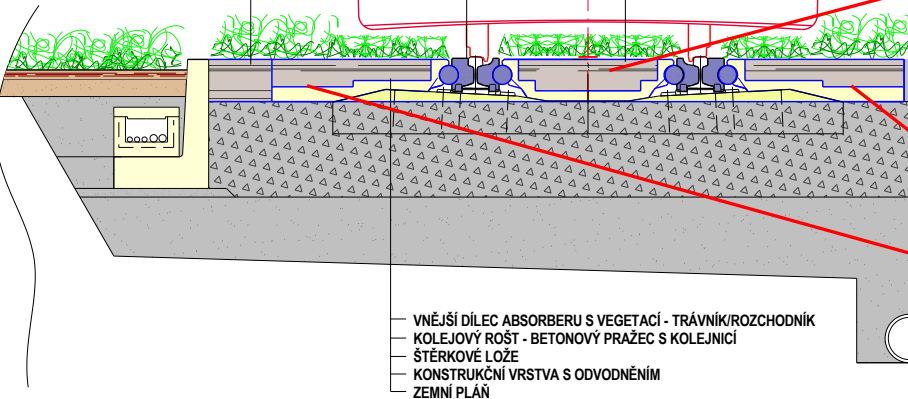 VNĚJŠÍ DÍLEC ABSORBERU S VEGETACÍ - TRÁVNÍK/ROZCHODNÍK
KOLEJOVÝ ROŠT - BETONOVÝ PRAŽEC S KOLEJNICÍ
ŠTĚRKOVÉ LOŽE
KONSTRUKČNÍ VRSTVA S ODVODNĚNÍM
ZEMNÍ PLÁŇ